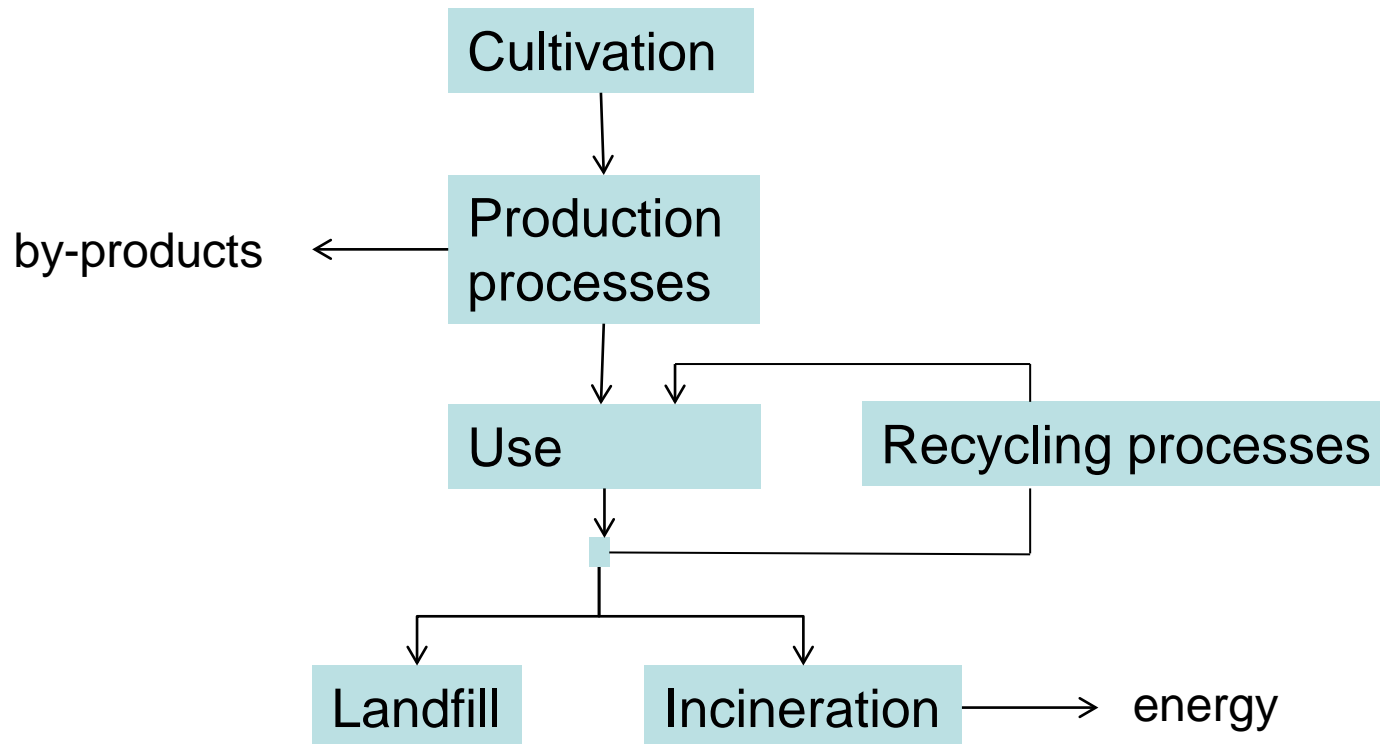 Cultivation
Production
processes
by-products
Use
Recycling processes
Landfill
Incineration
energy